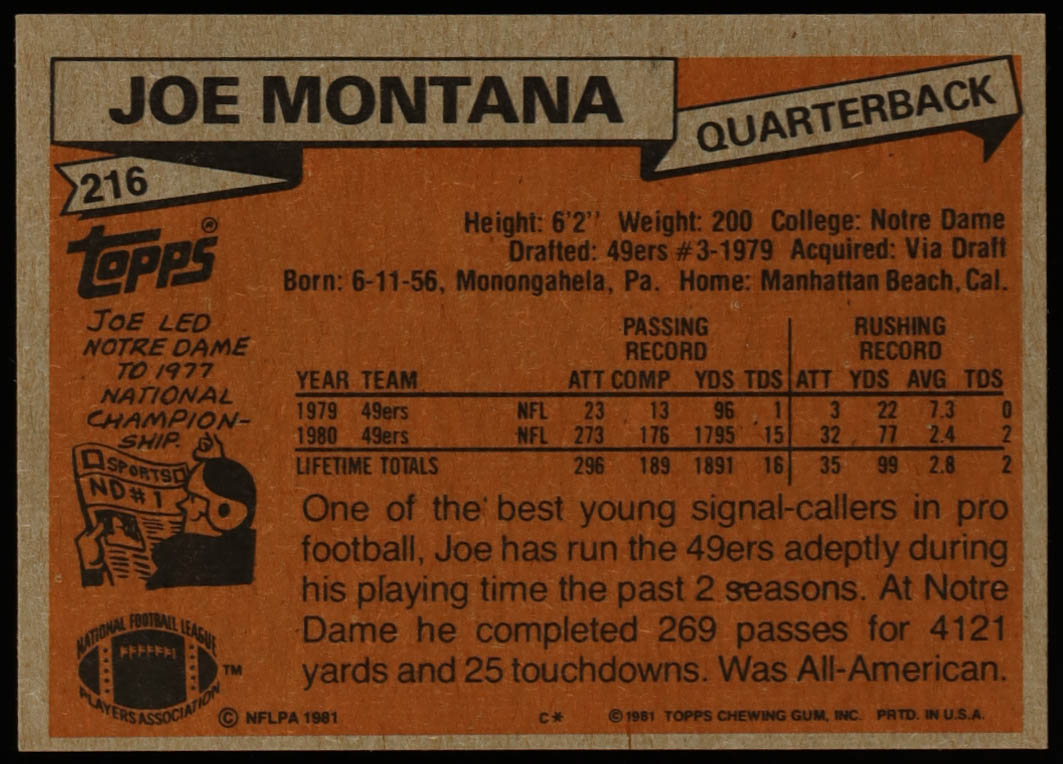 JOE MONTANA
QUARTERBACK
216
TOPPS®
Height: 6'2" Weight: 200 College: Notre Dame
Drafted: 49ers #3-1979 Acquired: Via Draft
Born: 6-11-56, Monongahela, Pa. Home: Manhattan Beach, Cal.
JOE LED
NOTRE DAME
TO 1977
NATIONAL
CHAMPION-
SHIP.
SPORTS
ND#1
PASSING RUSHING
RECORD RECORD
YEAR TEAM ATT COMP YDS TDS ATT YDS AVG TDS
1979 49ers NFL 23 13 96 1 3 22 7.3 0
1980 49ers NFL 273 176 1795 15 32 77 2.4 2
LIFETIME TOTALS 296 189 1891 16 35 99 2.8 2
One of the best young signal-callers in pro
football, Joe has run the 49ers adeptly during
his playing time the past 2 seasons. At Notre
Dame he completed 269 passes for 4121
yards and 25 touchdowns. Was All-American.
NATIONAL FOOTBALL LEAGUE
PLAYERS ASSOCIATION
TM
© NFLPA 1981 C* © 1981 TOPPS CHEWING GUM, INC. PRTD. IN U.S.A.